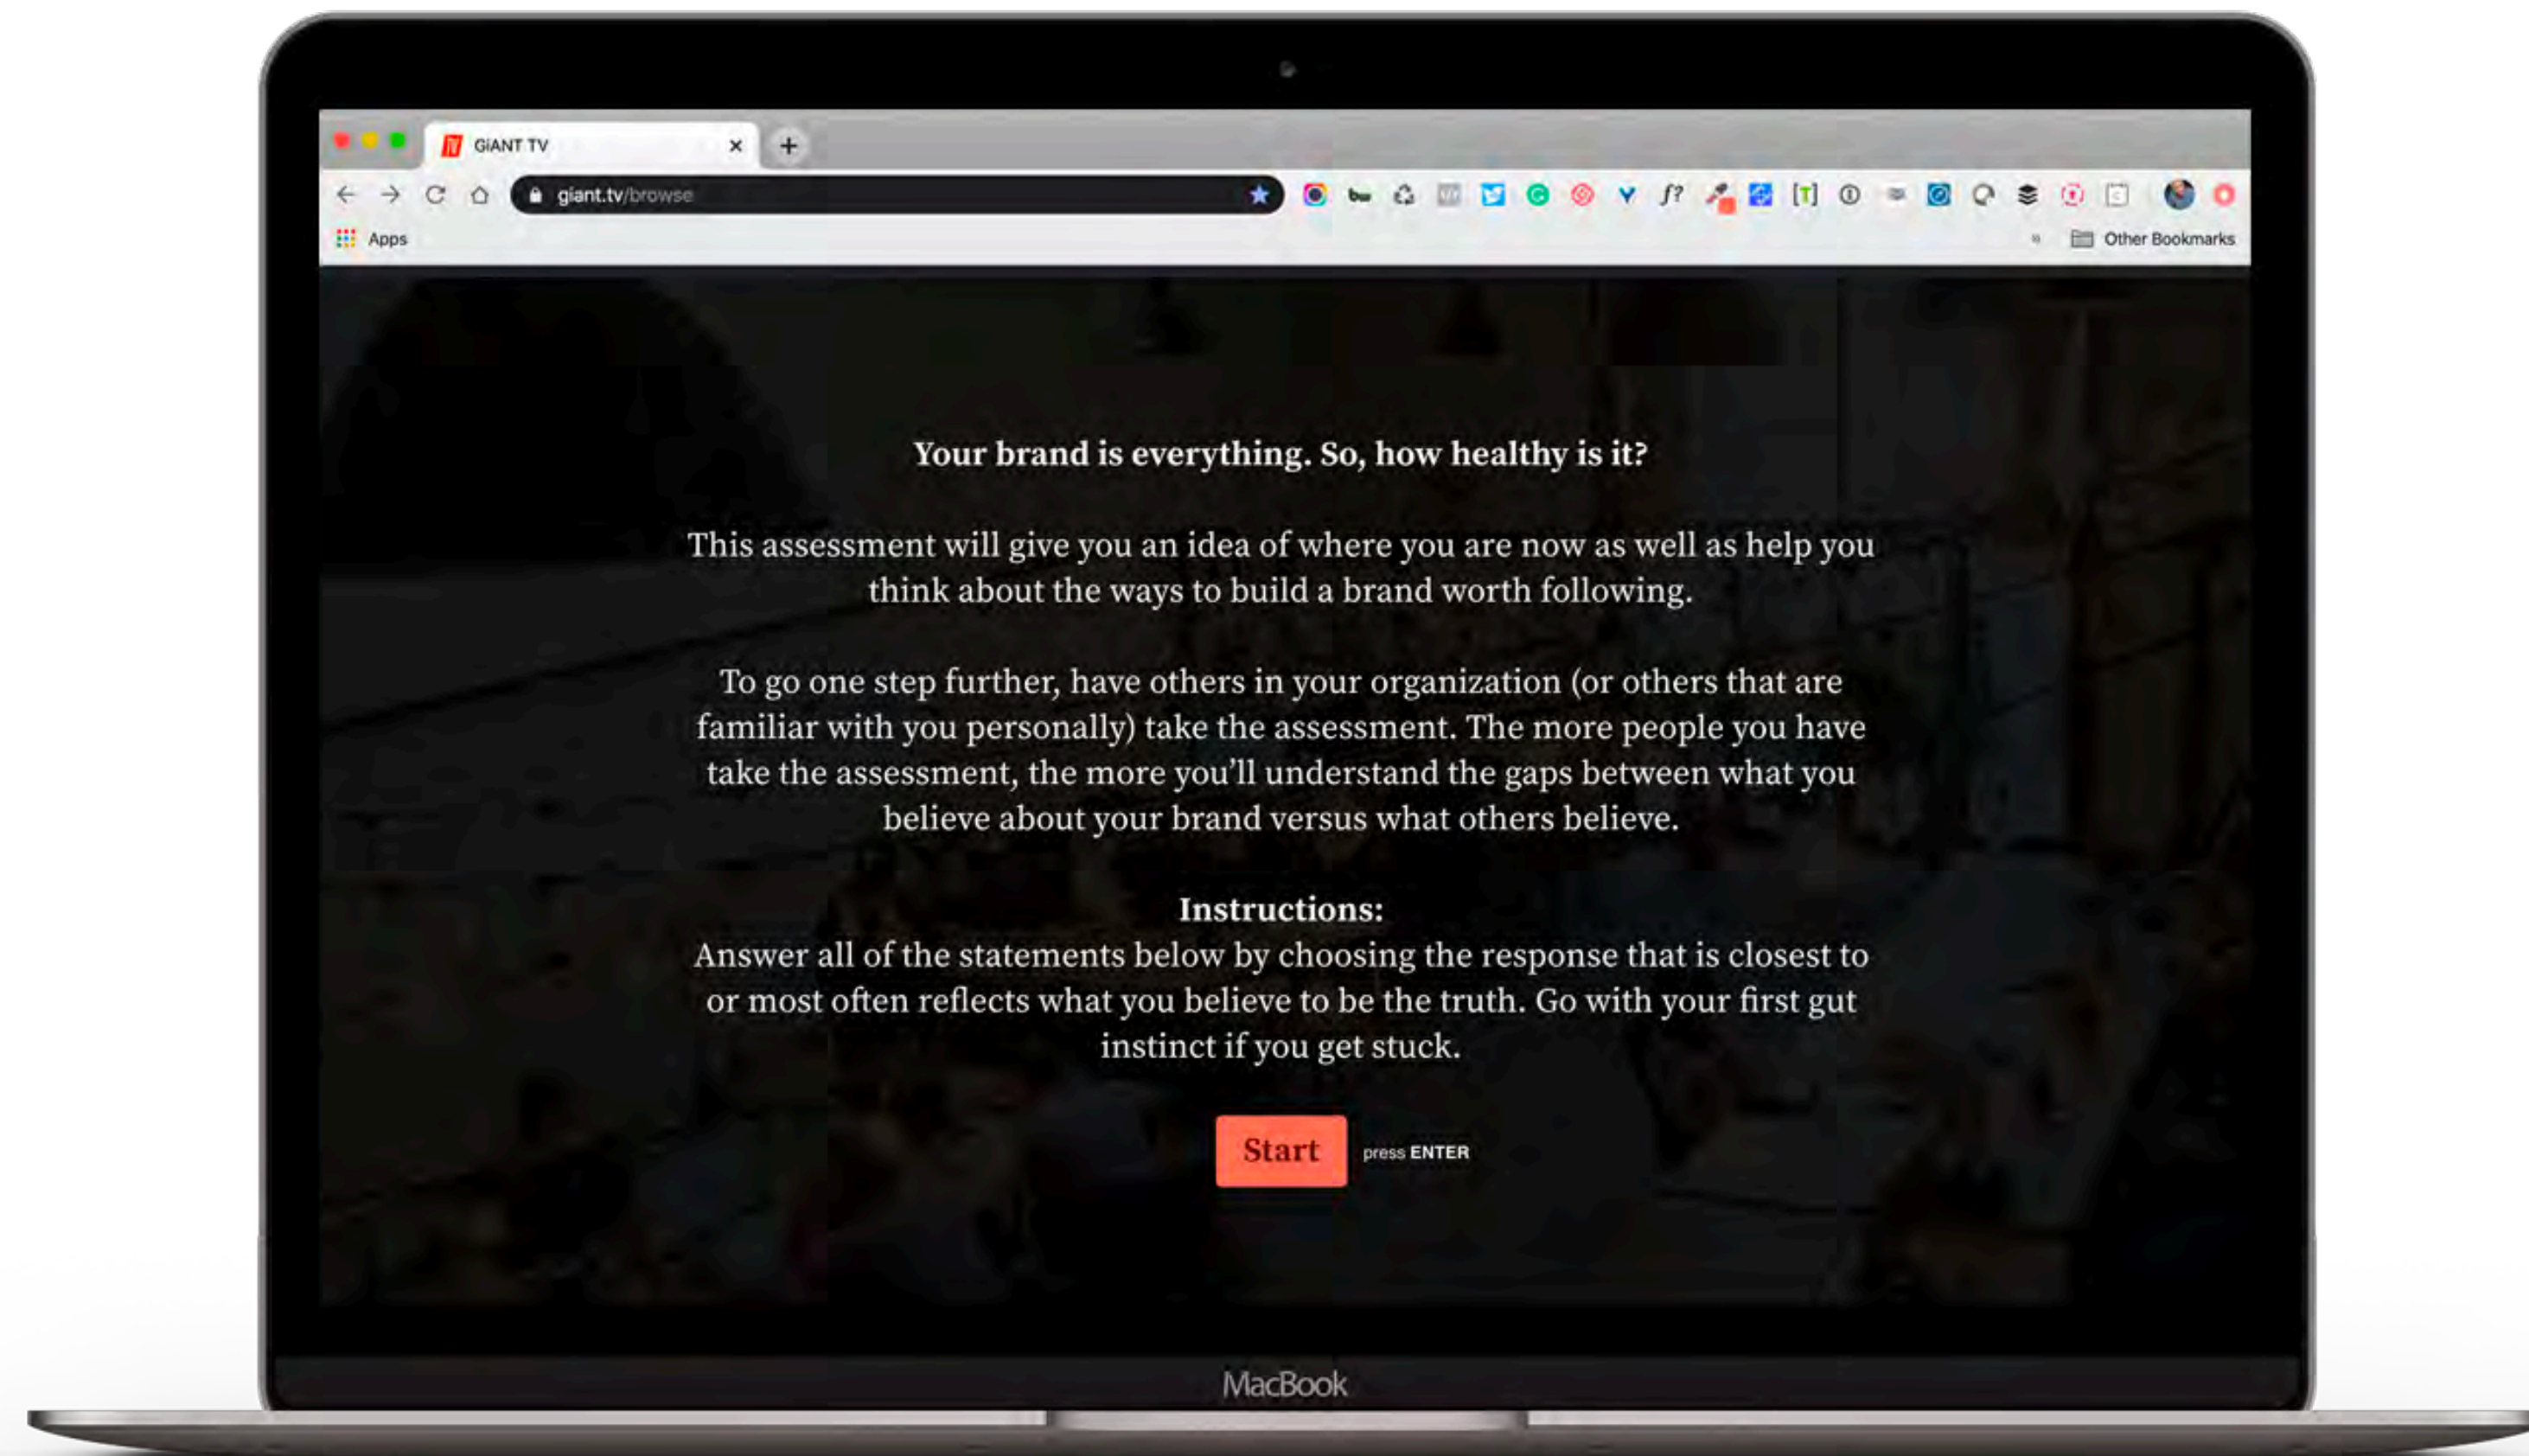 GiANT TV
giant.tv/browse
Apps
Other Bookmarks
Your brand is everything. So, how healthy is it?
This assessment will give you an idea of where you are now as well as help you
think about the ways to build a brand worth following.
To go one step further, have others in your organization (or others that are
familiar with you personally) take the assessment. The more people you have
take the assessment, the more you’ll understand the gaps between what you
believe about your brand versus what others believe.
Instructions:
Answer all of the statements below by choosing the response that is closest to
or most often reflects what you believe to be the truth. Go with your first gut
instinct if you get stuck.
Start press ENTER
MacBook